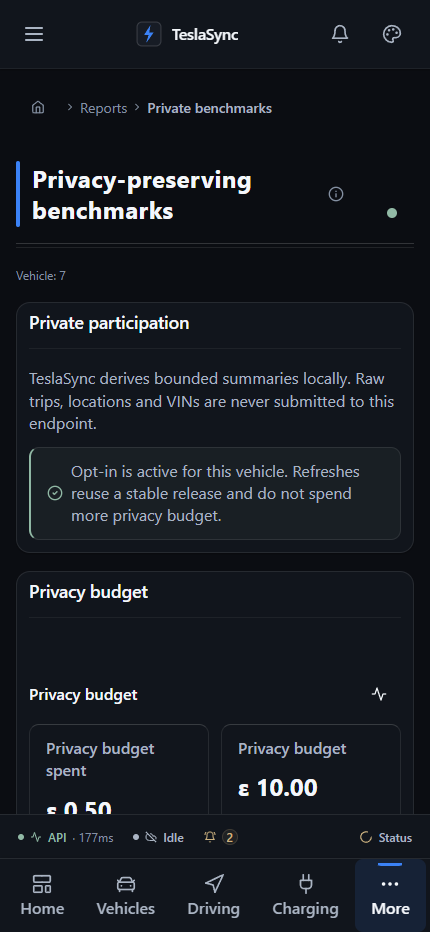 TeslaSync
Reports > Private benchmarks
Privacy-preserving
benchmarks
Vehicle: 7
Private participation
TeslaSync derives bounded summaries locally. Raw
trips, locations and VINs are never submitted to this
endpoint.
Opt-in is active for this vehicle. Refreshes
reuse a stable release and do not spend
more privacy budget.
Privacy budget
Privacy budget
Privacy budget
spent
ε 0.50
Privacy budget
ε 10.00
API · 177ms
Idle
2
Status
Home
Vehicles
Driving
Charging
More